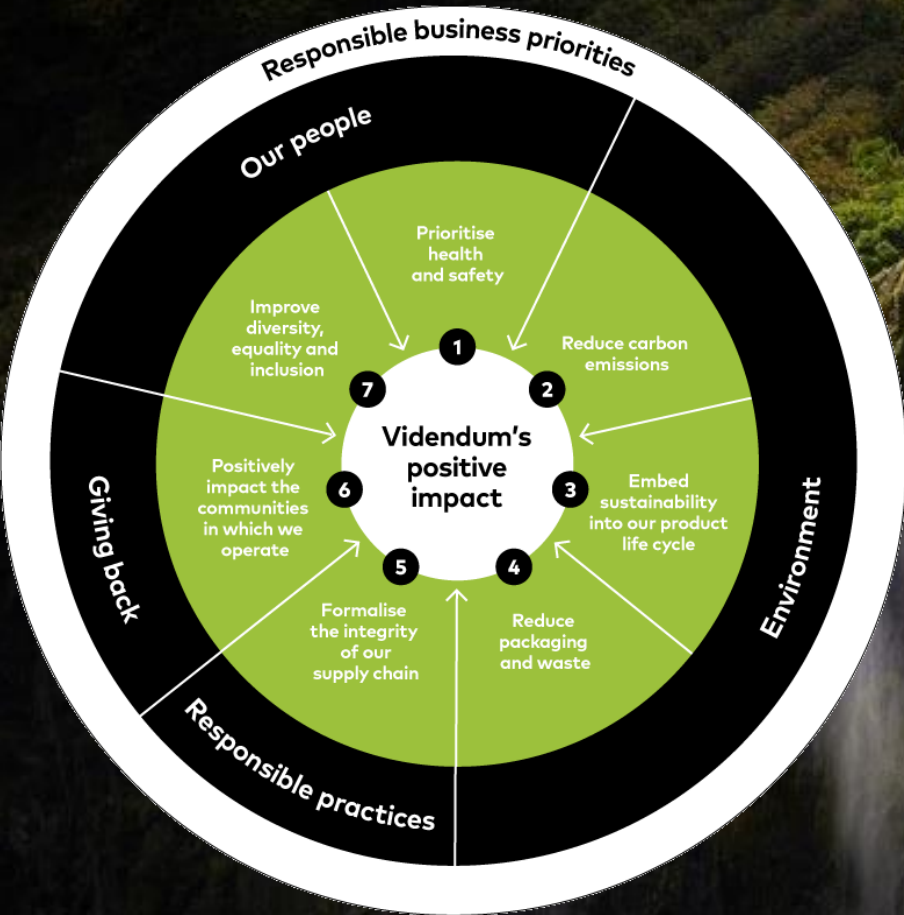 Responsible business priorities
Our people
Environment
Responsible practices
Giving back
Videndum's
positive
impact
1
Prioritise
health
and safety
2
Reduce carbon
emissions
3
Embed
sustainability
into our product
life cycle
4
Reduce
packaging
and waste
5
Formalise
the integrity
of our
supply chain
6
Positively
impact the
communities
in which we
operate
7
Improve
diversity,
equality and
inclusion